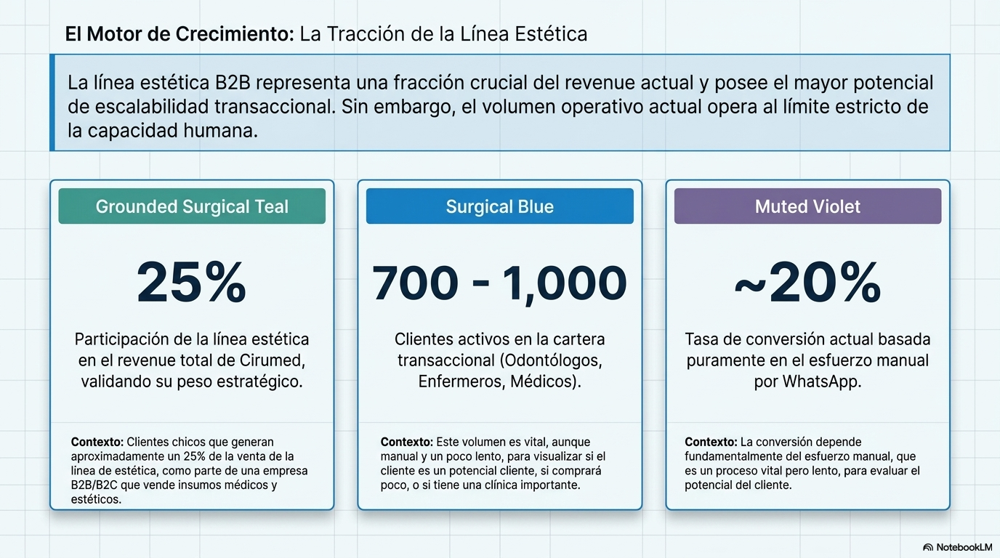 El Motor de Crecimiento: La Tracción de la Línea Estética
La línea estética B2B representa una fracción crucial del revenue actual y posee el mayor potencial
de escalabilidad transaccional. Sin embargo, el volumen operativo actual opera al límite estricto de
la capacidad humana.
Grounded Surgical Teal
25%
Participación de la línea estética
en el revenue total de Cirumed,
validando su peso estratégico.
Contexto: Clientes chicos que generan
aproximadamente un 25% de la venta de la
línea de estética, como parte de una empresa
B2B/B2C que vende insumos médicos y
estéticos.
Surgical Blue
700 - 1,000
Clientes activos en la cartera
transaccional (Odontólogos,
Enfermeros, Médicos).
Contexto: Este volumen es vital, aunque
manual y un poco lento, para visualizar si el
cliente es un potencial cliente, si comprará
poco, o si tiene una clínica importante.
Muted Violet
~20%
Tasa de conversión actual basada
puramente en el esfuerzo manual
por WhatsApp.
Contexto: La conversión depende
fundamentalmente del esfuerzo manual, que
es un proceso vital pero lento, para evaluar el
potencial del cliente.
NotebookLM